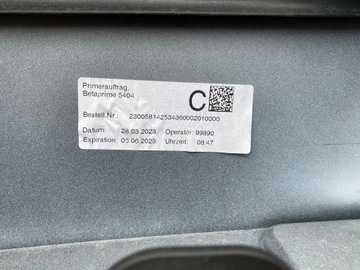 Primerauftrag.
Betaprime 5404
C
Bestell.Nr.: 23005814253436000201000​0
Datum: 28.03.2023 Operator: 99890
Expiration: 05.06.2023 Uhrzeit: 08:47